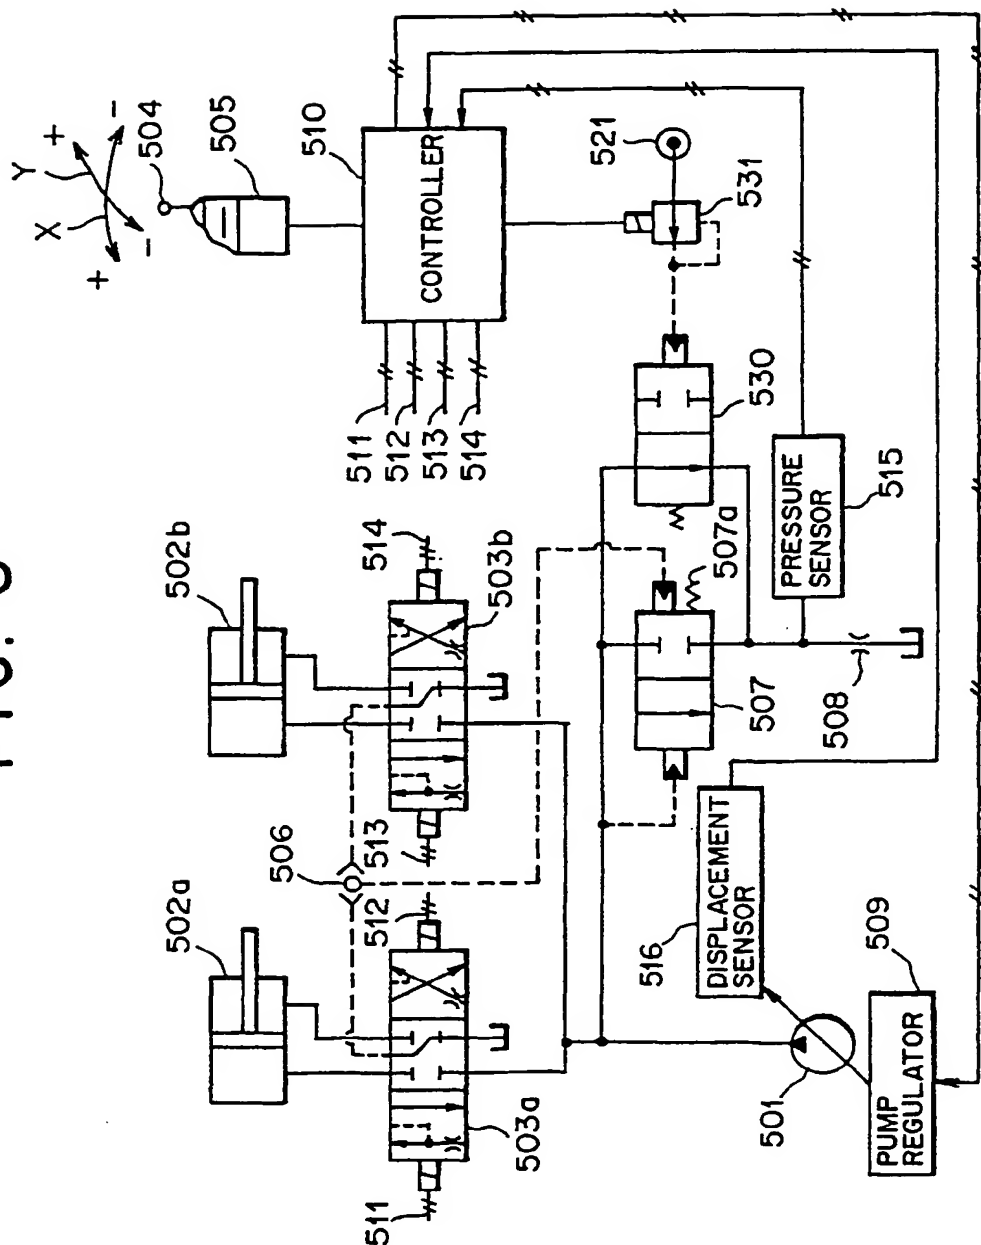 FIG.
X
Y
+
-
+
-
504
505
510
CONTROLLER
521
531
511
512
513
514
502b
514
503b
530
507a
PRESSURE
SENSOR
515
506
513
507
508
502a
512
503a
511
DISPLACEMENT
SENSOR
516
509
501
PUMP
REGULATOR